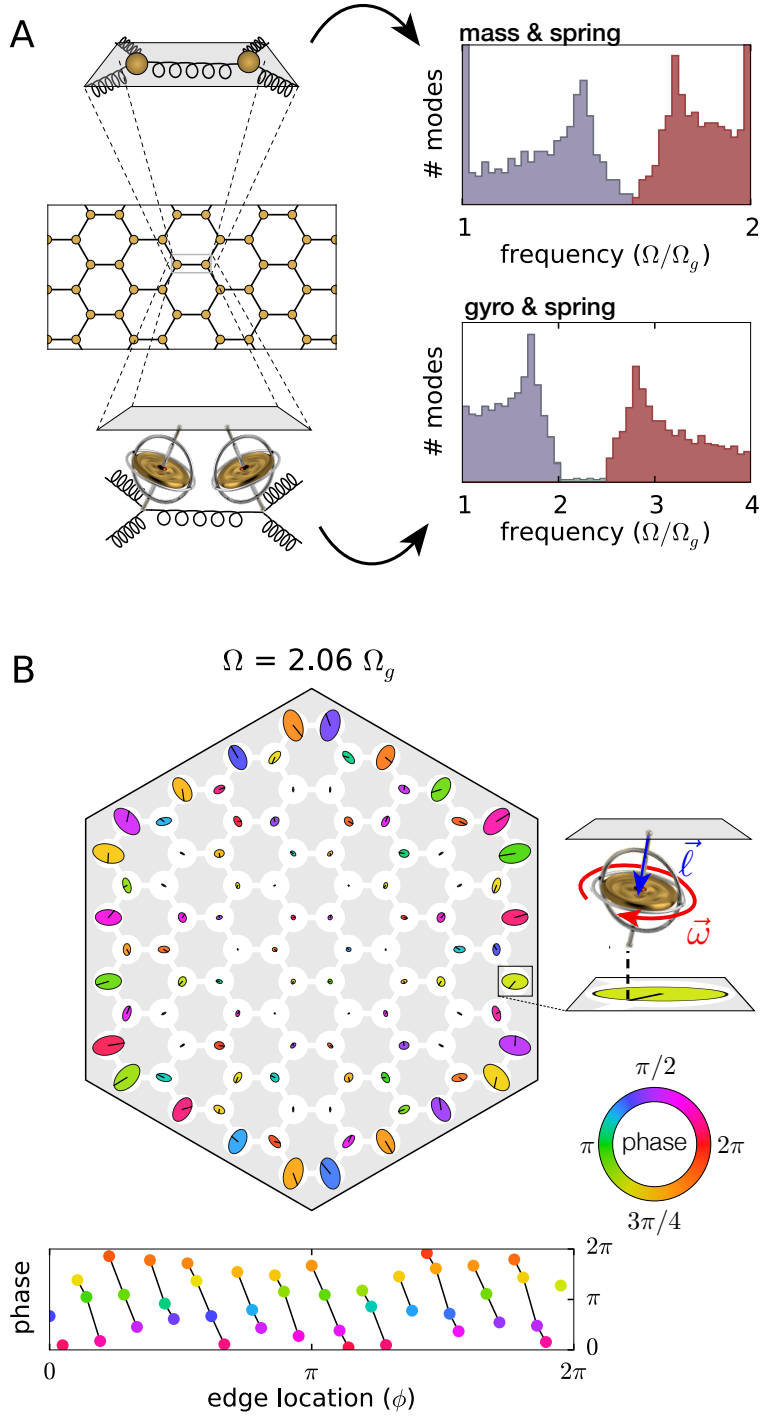 A
mass & spring
# modes
1
2
frequency (Ω/Ω_g)
gyro & spring
# modes
1
2
3
4
frequency (Ω/Ω_g)
B
Ω = 2.06 Ω_g
ℓ⃗
ω⃗
π/2
π
phase
2π
3π/4
phase
2π
π
0
0
π
2π
edge location (ϕ)